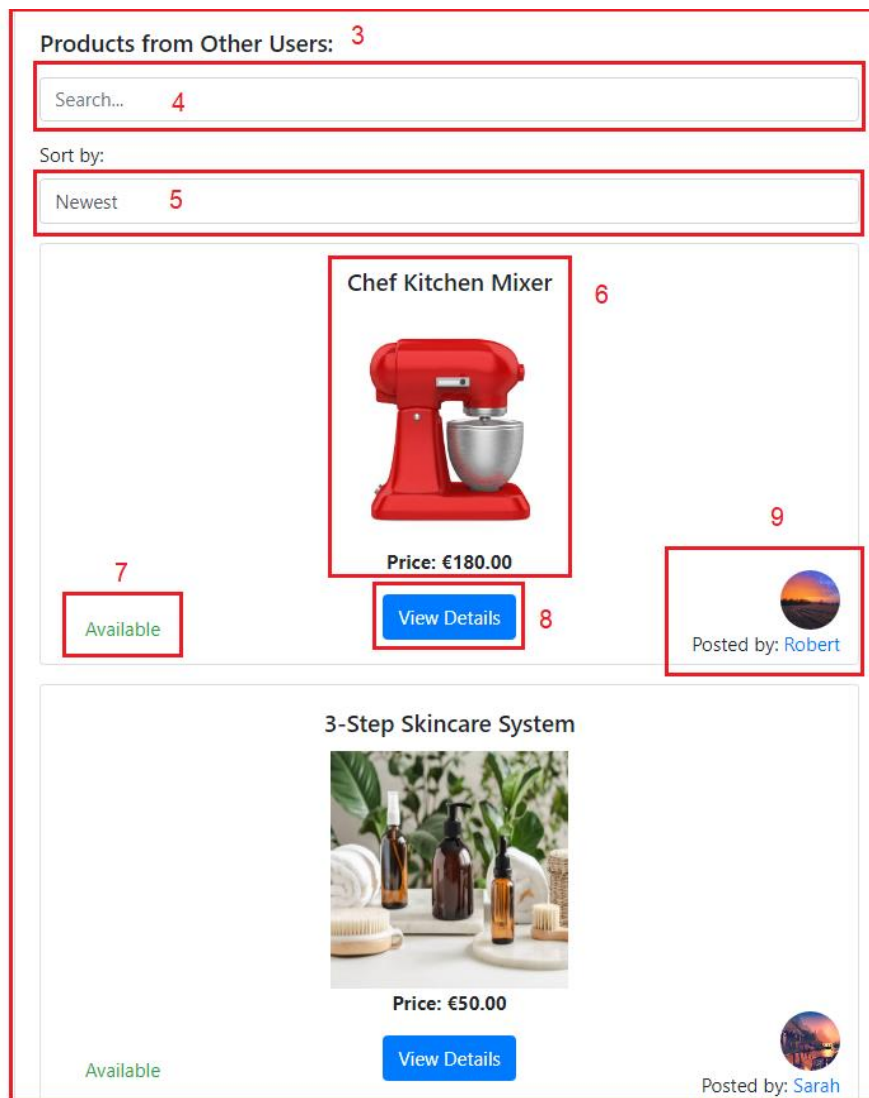 Products from Other Users: 3
Search... 4
Sort by:
Newest 5
Chef Kitchen Mixer
6
9
Price: €180.00
7
Available
View Details 8
Posted by: Robert
3-Step Skincare System
Price: €50.00
View Details
Available
Posted by: Sarah